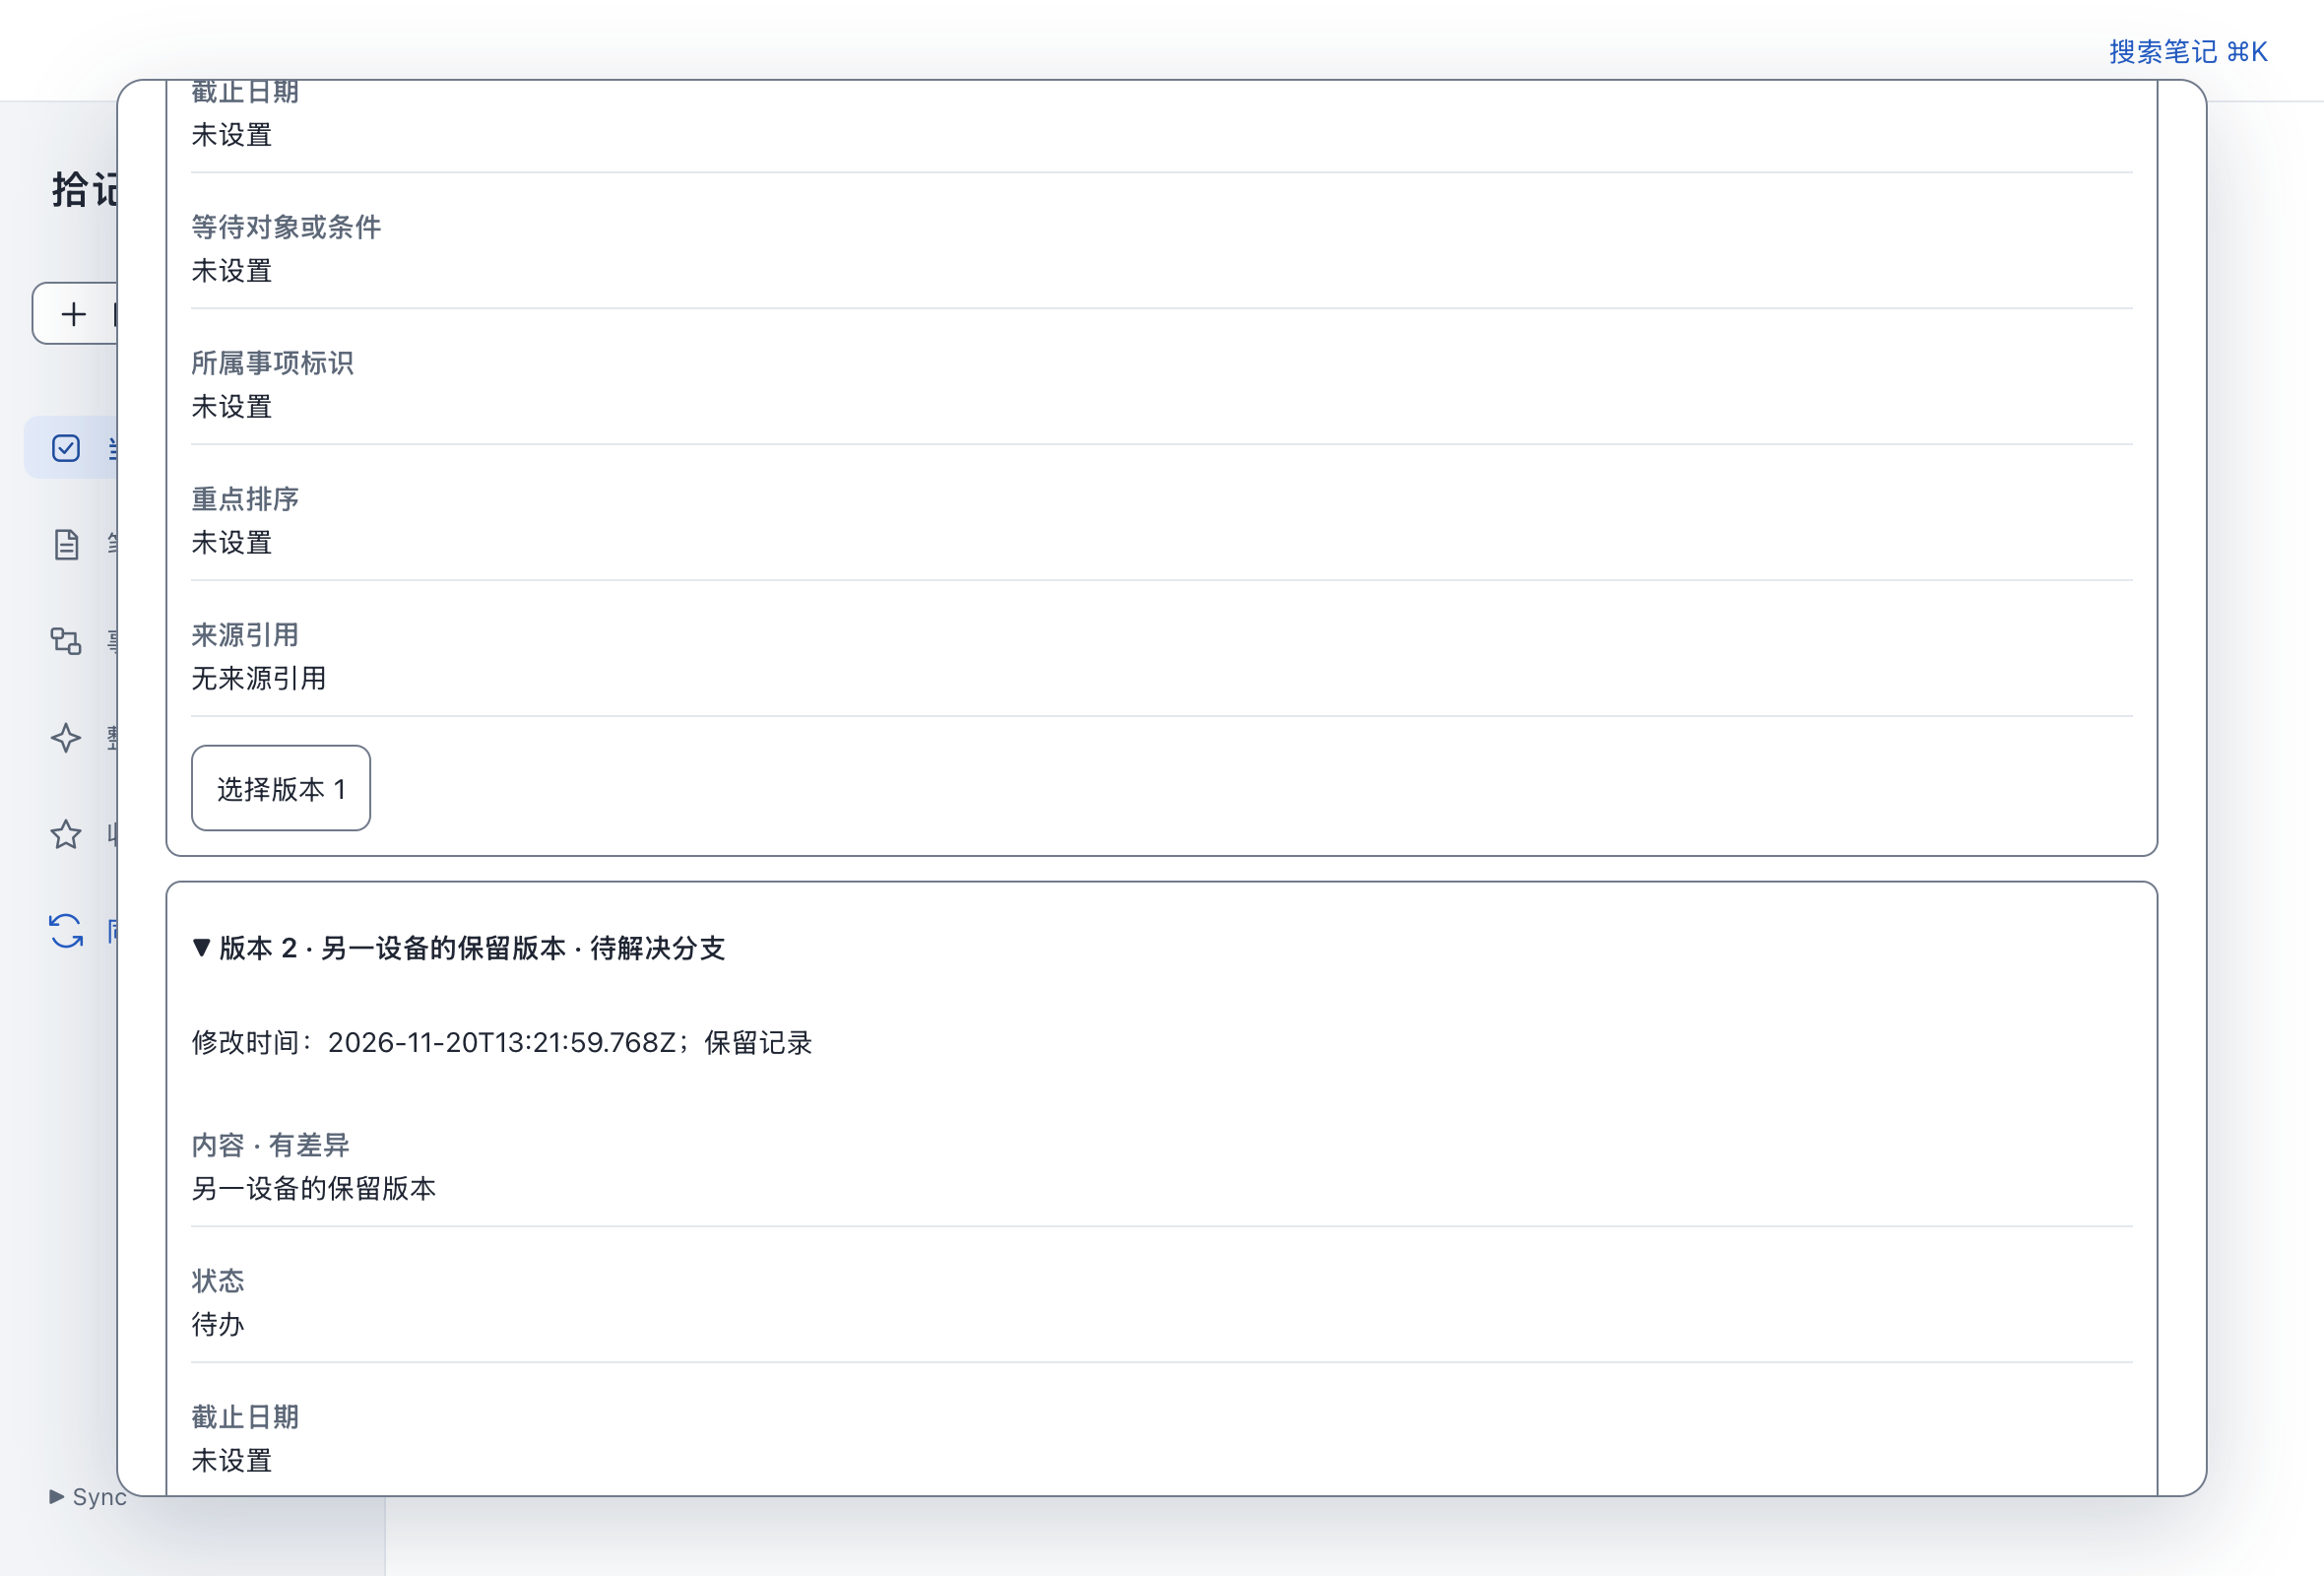 搜索笔记 ⌘K
截止日期
未设置
等待对象或条件
未设置
所属事项标识
未设置
重点排序
未设置
来源引用
无来源引用
选择版本 1
▼ 版本 2 · 另一设备的保留版本 · 待解决分支
修改时间：2026-11-20T13:21:59.768Z；保留记录
内容 · 有差异
另一设备的保留版本
状态
待办
截止日期
未设置
拾记
▶ Sync